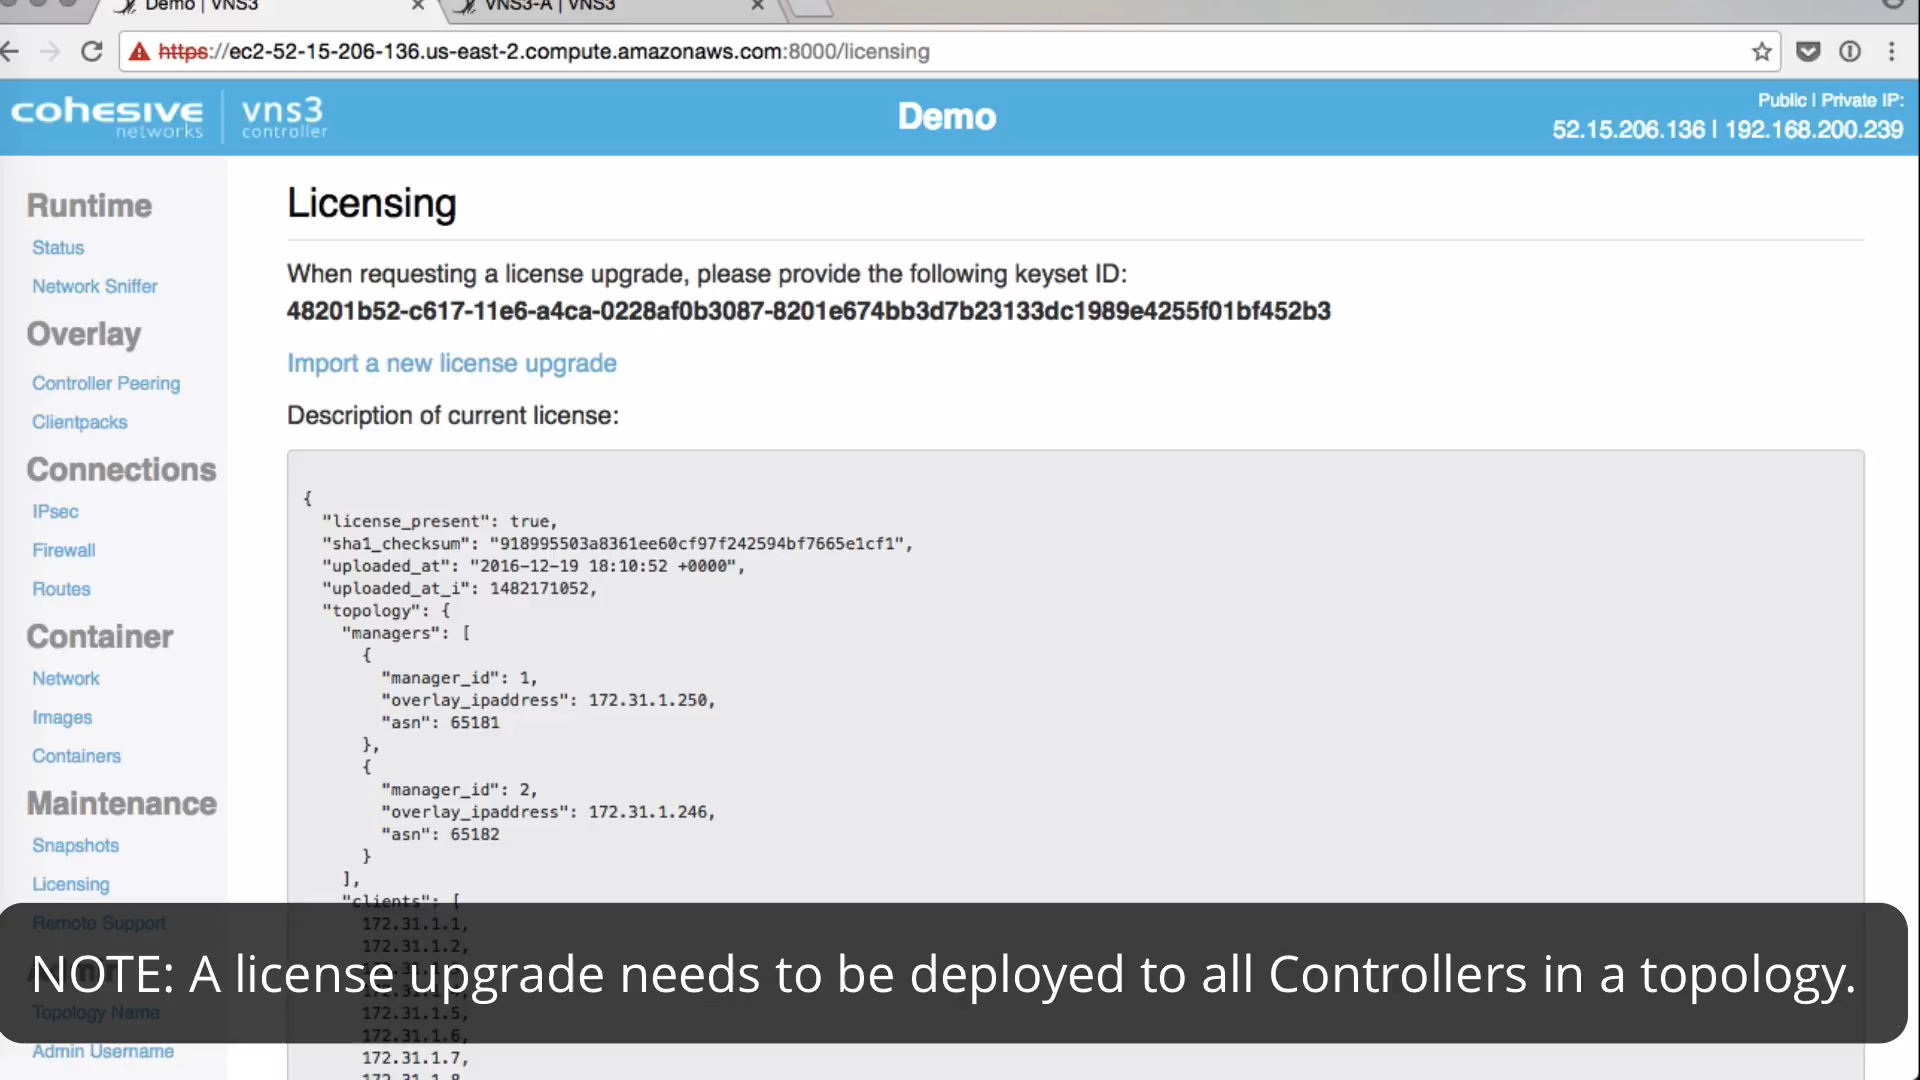 Demo | VNS3
VNS3-A | VNS3
https://ec2-52-15-206-136.us-east-2.compute.amazonaws.com:8000/licensing
cohesive networks
vns3 controller
Demo
Public | Private IP:
52.15.206.136 | 192.168.200.239
Runtime
Status
Network Sniffer
Overlay
Controller Peering
Clientpacks
Connections
IPsec
Firewall
Routes
Container
Network
Images
Containers
Maintenance
Snapshots
Licensing
Remote Support
Topology Name
Admin Username
Licensing
When requesting a license upgrade, please provide the following keyset ID:
48201b52-c617-11e6-a4ca-0228af0b3087-8201e674bb3d7b23133dc1989e4255f01bf452b3
Import a new license upgrade
Description of current license:
{
"license_present": true,
"sha1_checksum": "918995503a8361ee60cf97f242594bf7665e1cf1",
"uploaded_at": "2016-12-19 18:10:52 +0000",
"uploaded_at_i": 1482171052,
"topology": {
"managers": [
{
"manager_id": 1,
"overlay_ipaddress": 172.31.1.250,
"asn": 65181
},
{
"manager_id": 2,
"overlay_ipaddress": 172.31.1.246,
"asn": 65182
}
],
"clients": [
172.31.1.1,
172.31.1.2,
172.31.1.5,
172.31.1.6,
172.31.1.7,
172.31.1.8
NOTE: A license upgrade needs to be deployed to all Controllers in a topology.